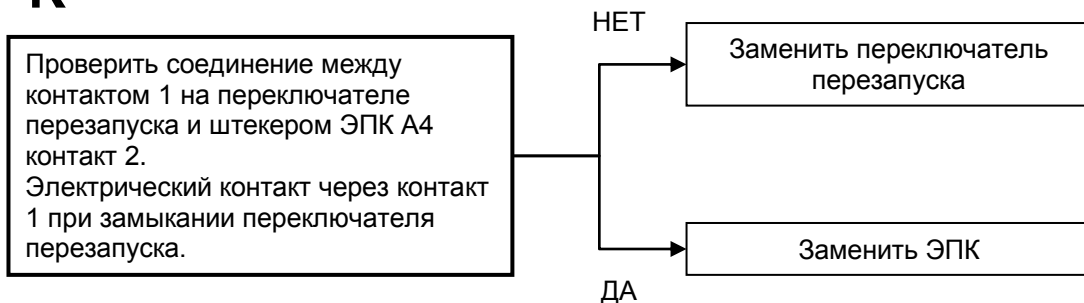 Проверить соединение между
контактом 1 на переключателе
перезапуска и штекером ЭПК А4
контакт 2.
Электрический контакт через контакт
1 при замыкании переключателя
перезапуска.
НЕТ
Заменить переключатель
перезапуска
Заменить ЭПК
ДА